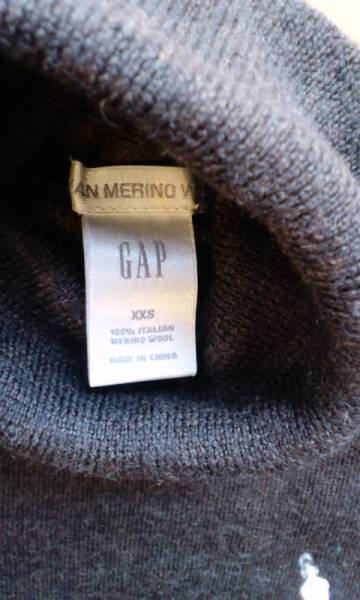 AN MERINO W
GAP
XXS
100% ITALIAN
MERINO WOOL
MADE IN CHINA